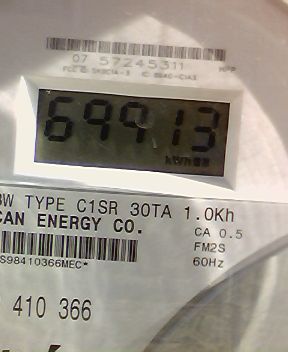 07 57245311
69913
kWh
W TYPE C1SR 30TA 1.0Kh
CAN ENERGY CO.
CA 0.5
FM2S
S98410366MEC*
60Hz
410 366